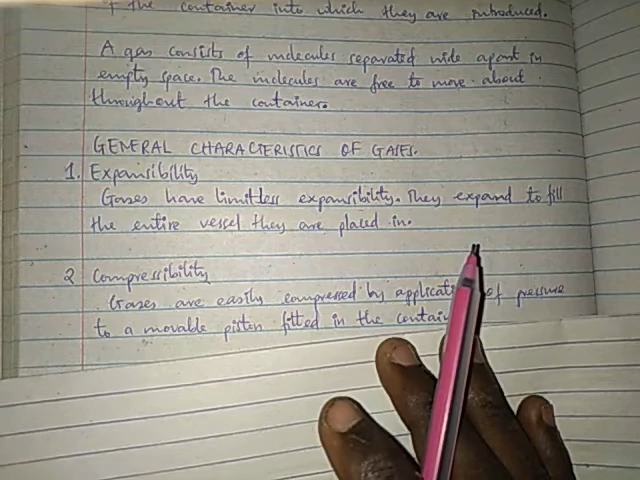 f the container into which they are introduced.
A gas consists of molecules separated wide apart in
empty space. The molecules are free to move about
throughout the container.
GENERAL CHARACTERISTICS OF GASES.
1. Expansibility
Gases have limitless expansibility. They expand to fill
the entire vessel they are placed in.
2 Compressibility
Gases are easily compressed by applicati of pressure
to a movable piston fitted in the contain